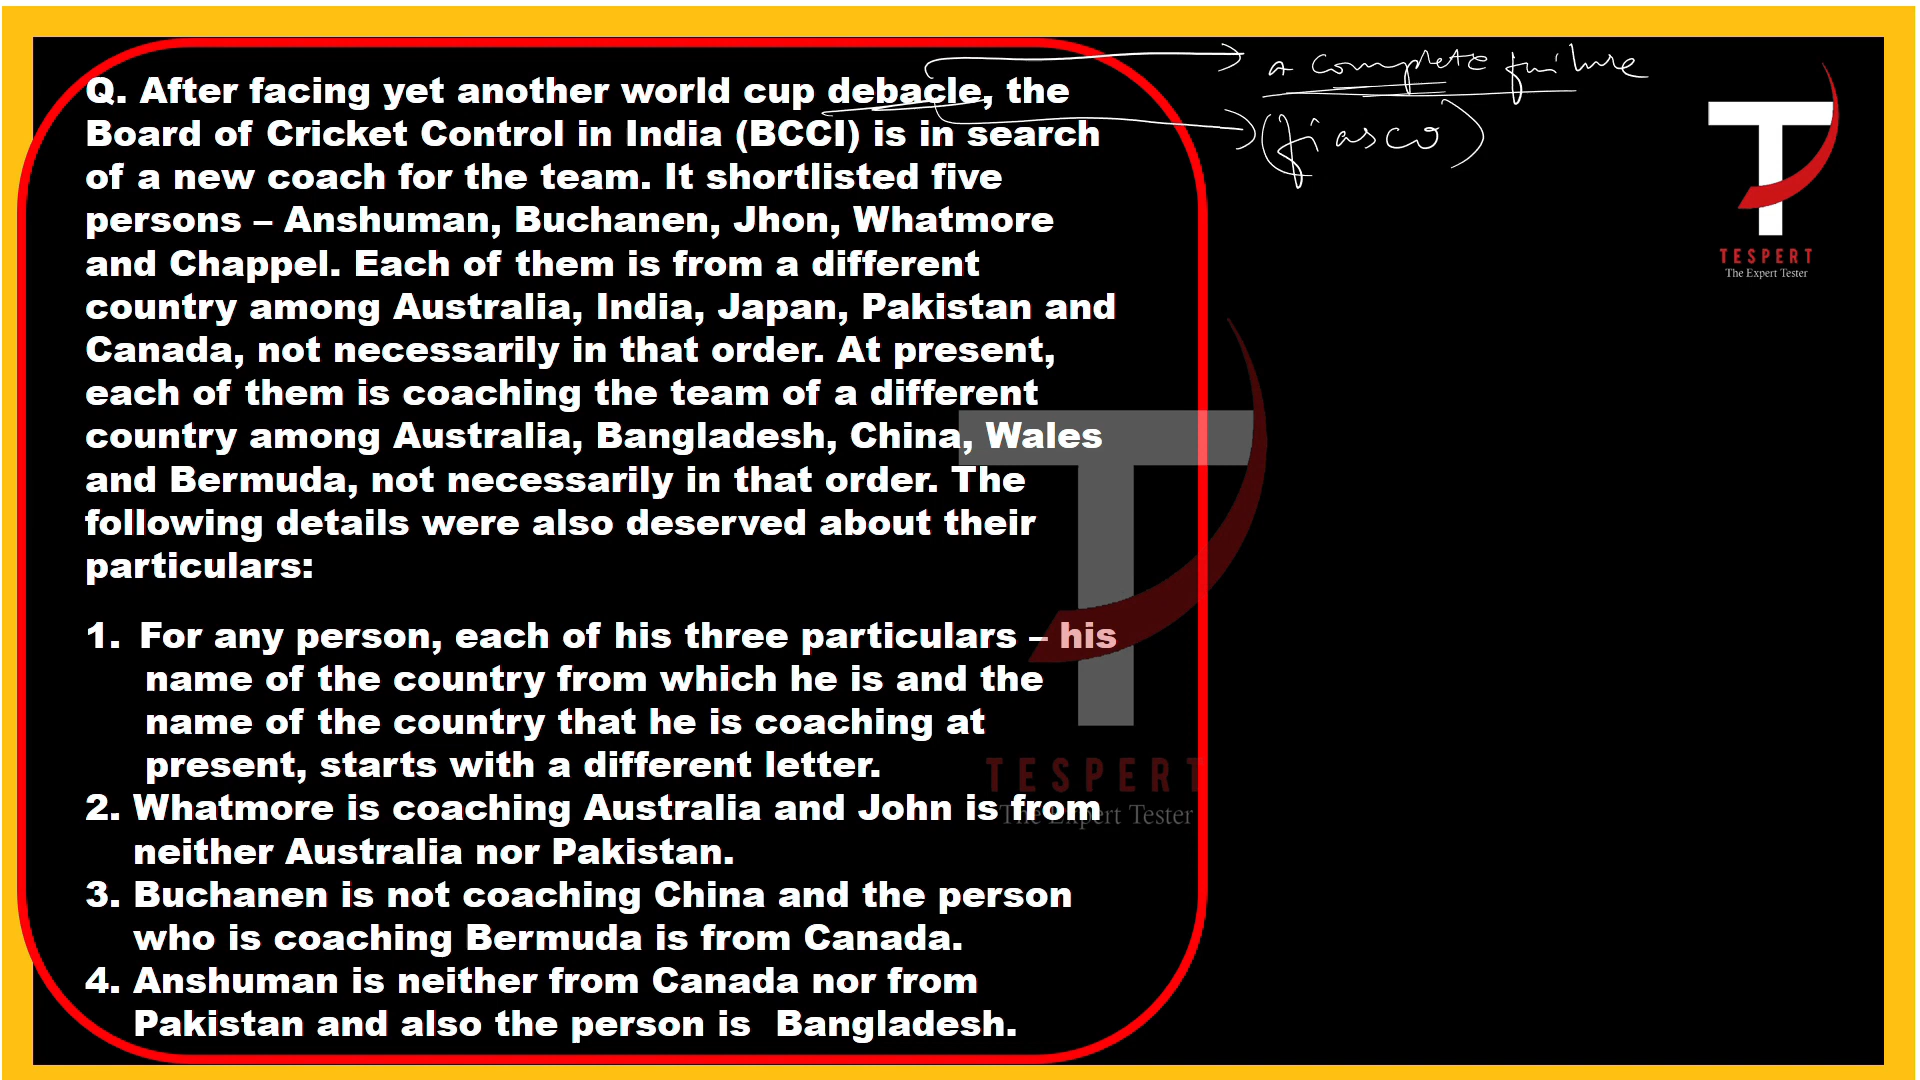 Q. After facing yet another world cup debacle, the
Board of Cricket Control in India (BCCI) is in search
of a new coach for the team. It shortlisted five
persons – Anshuman, Buchanen, Jhon, Whatmore
and Chappel. Each of them is from a different
country among Australia, India, Japan, Pakistan and
Canada, not necessarily in that order. At present,
each of them is coaching the team of a different
country among Australia, Bangladesh, China, Wales
and Bermuda, not necessarily in that order. The
following details were also deserved about their
particulars:
1. For any person, each of his three particulars – his
name of the country from which he is and the
name of the country that he is coaching at
present, starts with a different letter.
2. Whatmore is coaching Australia and John is from
neither Australia nor Pakistan.
3. Buchanen is not coaching China and the person
who is coaching Bermuda is from Canada.
4. Anshuman is neither from Canada nor from
Pakistan and also the person is Bangladesh.
a complete failure
(fiasco)
TESPERT
The Expert Tester
TESPERT
The Expert Tester